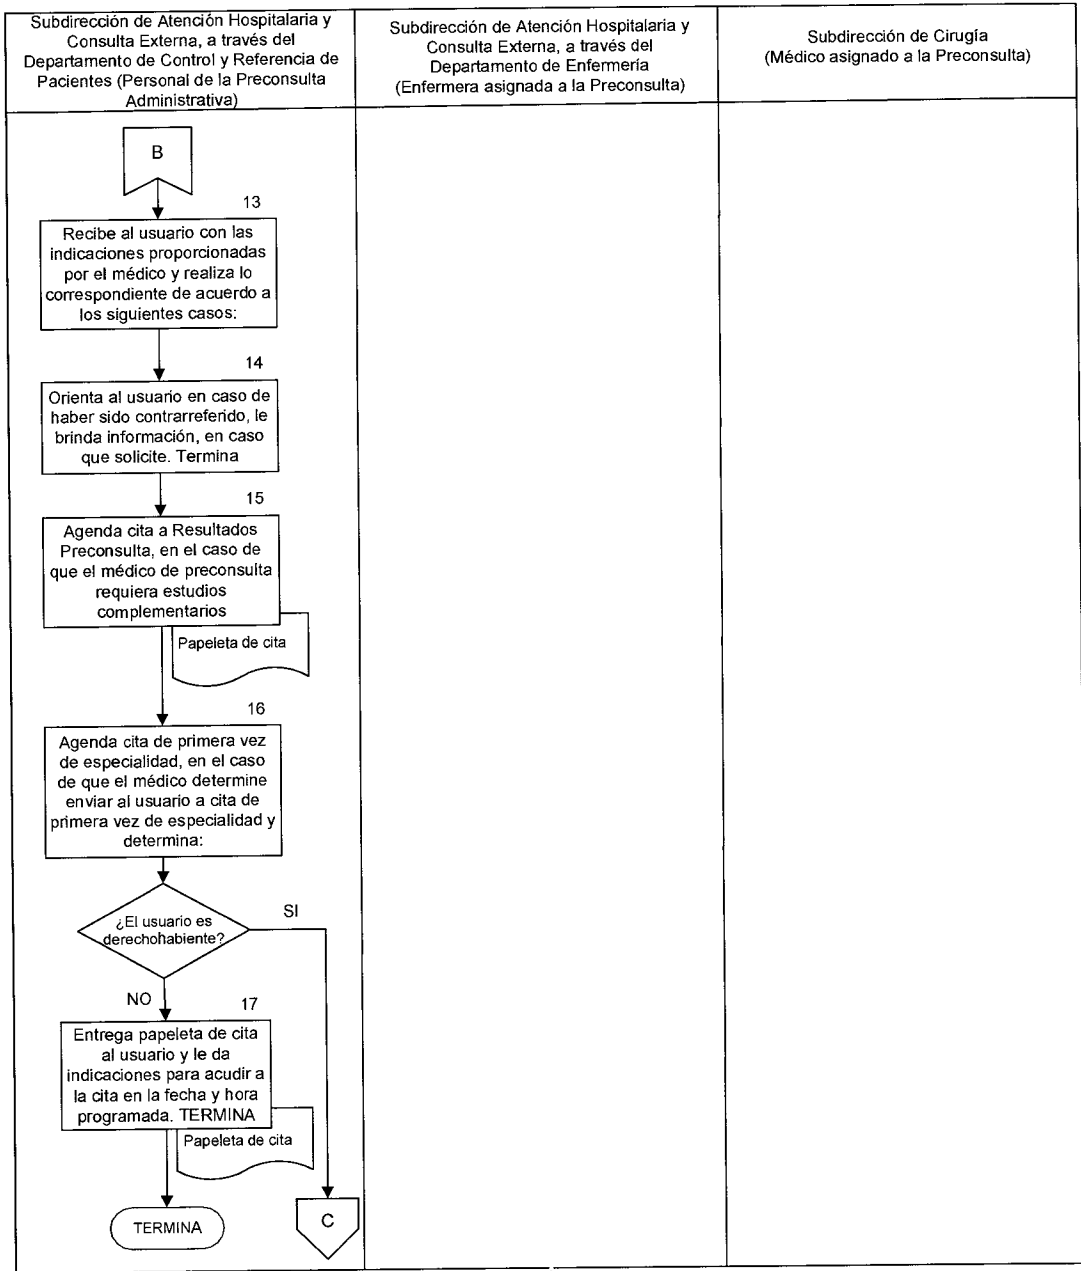 Subdirección de Atención Hospitalaria y
Consulta Externa, a través del
Departamento de Control y Referencia de
Pacientes (Personal de la Preconsulta
Administrativa)
Subdirección de Atención Hospitalaria y
Consulta Externa, a través del
Departamento de Enfermería
(Enfermera asignada a la Preconsulta)
Subdirección de Cirugía
(Médico asignado a la Preconsulta)
B
13
Recibe al usuario con las
indicaciones proporcionadas
por el médico y realiza lo
correspondiente de acuerdo a
los siguientes casos:
14
Orienta al usuario en caso de
haber sido contrarreferido, le
brinda información, en caso
que solicite. Termina
15
Agenda cita a Resultados
Preconsulta, en el caso de
que el médico de preconsulta
requiera estudios
complementarios
Papeleta de cita
16
Agenda cita de primera vez
de especialidad, en el caso
de que el médico determine
enviar al usuario a cita de
primera vez de especialidad y
determina:
¿El usuario es
derechohabiente?
SI
NO
17
Entrega papeleta de cita
al usuario y le da
indicaciones para acudir a
la cita en la fecha y hora
programada. TERMINA
Papeleta de cita
TERMINA
C